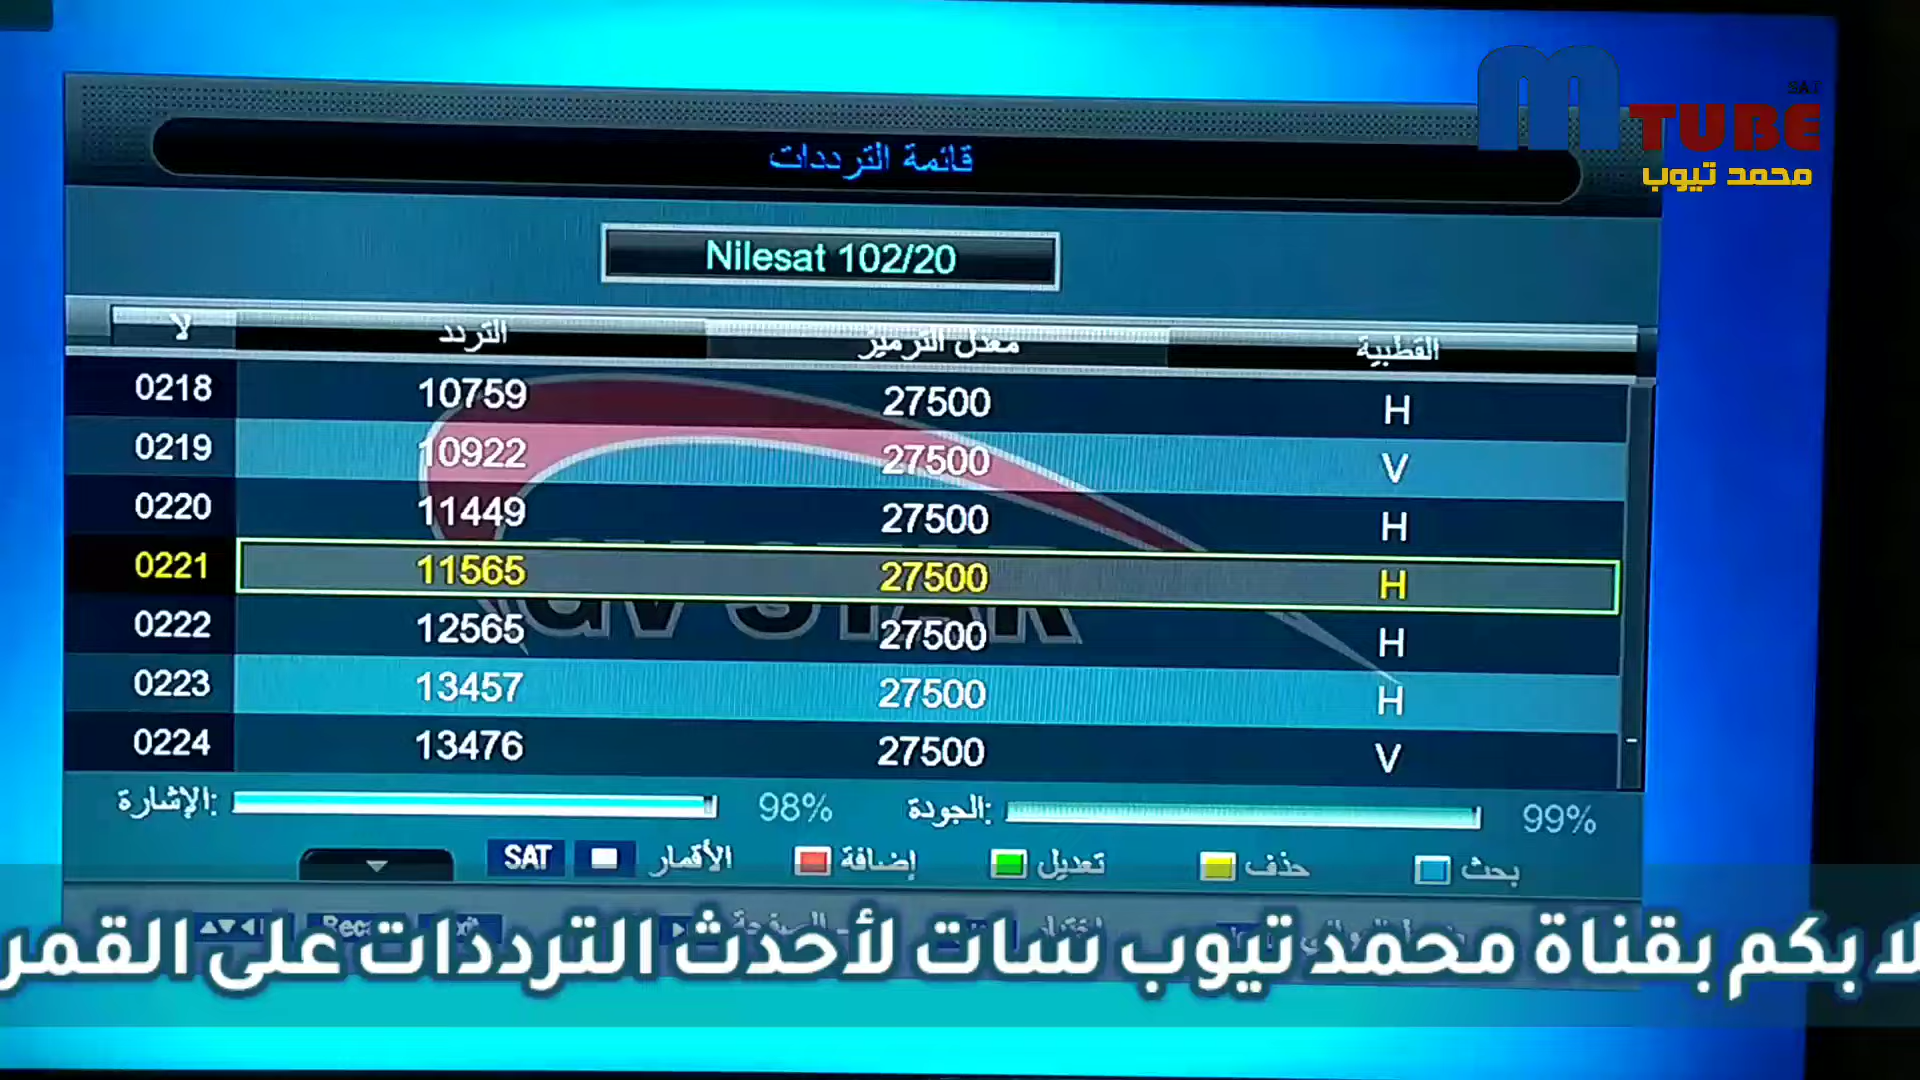 SAT
TUBE
محمد تيوب
قائمة الترددات
Nilesat 102/20
لا التردد معدل الترميز القطبية
0218 10759 27500 H
0219 10922 27500 V
0220 11449 27500 H
0221 11565 27500 H
0222 12565 27500 H
0223 13457 27500 H
0224 13476 27500 V
الإشارة: 98% الجودة: 99%
SAT الأقمار إضافة تعديل حذف بحث
بكم بقناة محمد تيوب سات لأحدث الترددات على القمر